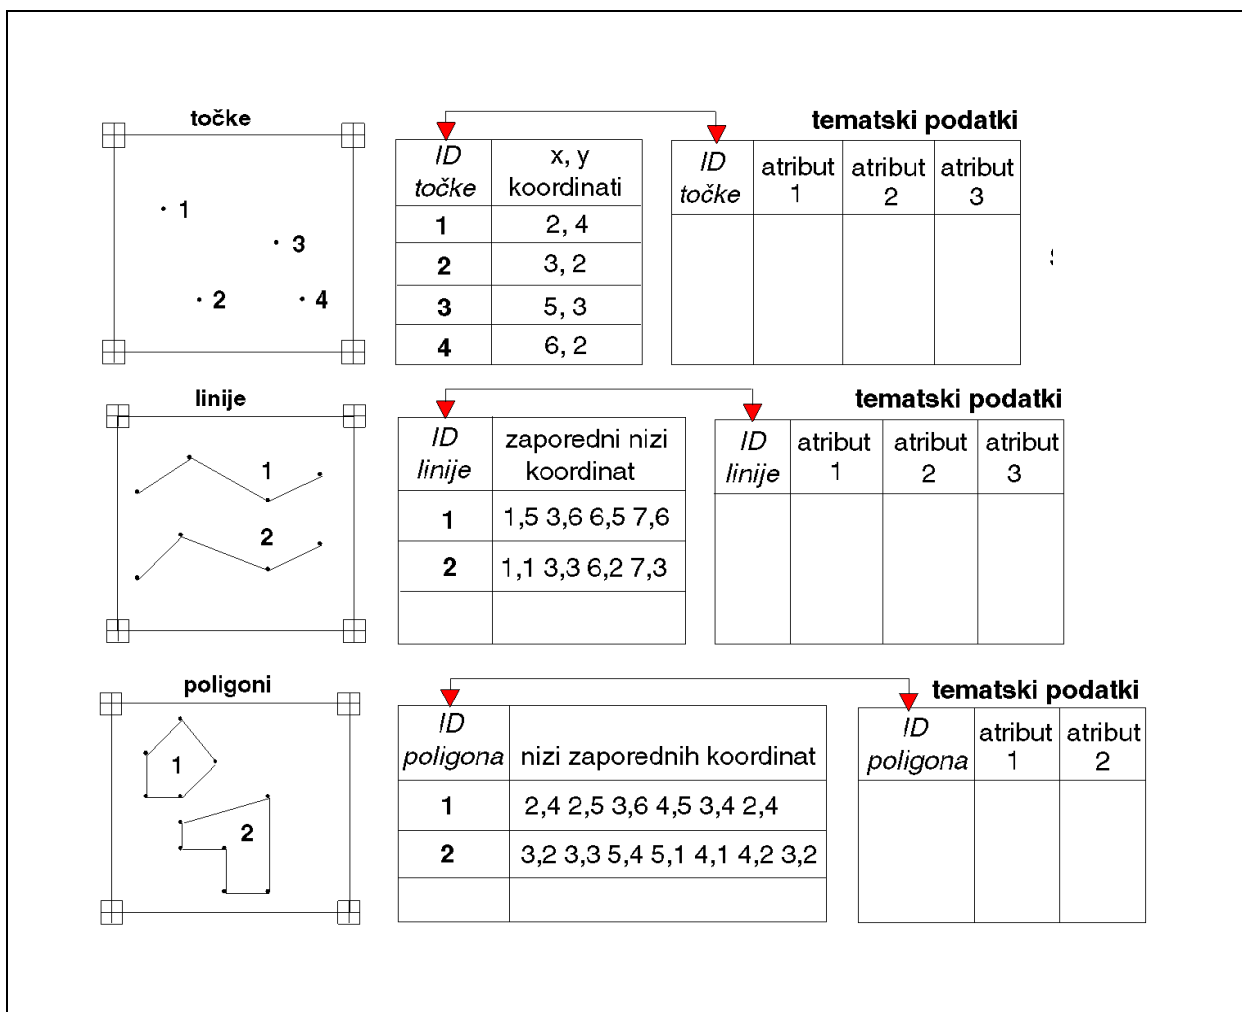 točke
1
3
2
4
ID točke
x, y koordinati
1
2, 4
2
3, 2
3
5, 3
4
6, 2
tematski podatki
ID točke
atribut 1
atribut 2
atribut 3
linije
1
2
ID linije
zaporedni nizi koordinat
1
1,5 3,6 6,5 7,6
2
1,1 3,3 6,2 7,3
tematski podatki
ID linije
atribut 1
atribut 2
atribut 3
poligoni
1
2
ID poligona
nizi zaporednih koordinat
1
2,4 2,5 3,6 4,5 3,4 2,4
2
3,2 3,3 5,4 5,1 4,1 4,2 3,2
tematski podatki
ID poligona
atribut 1
atribut 2